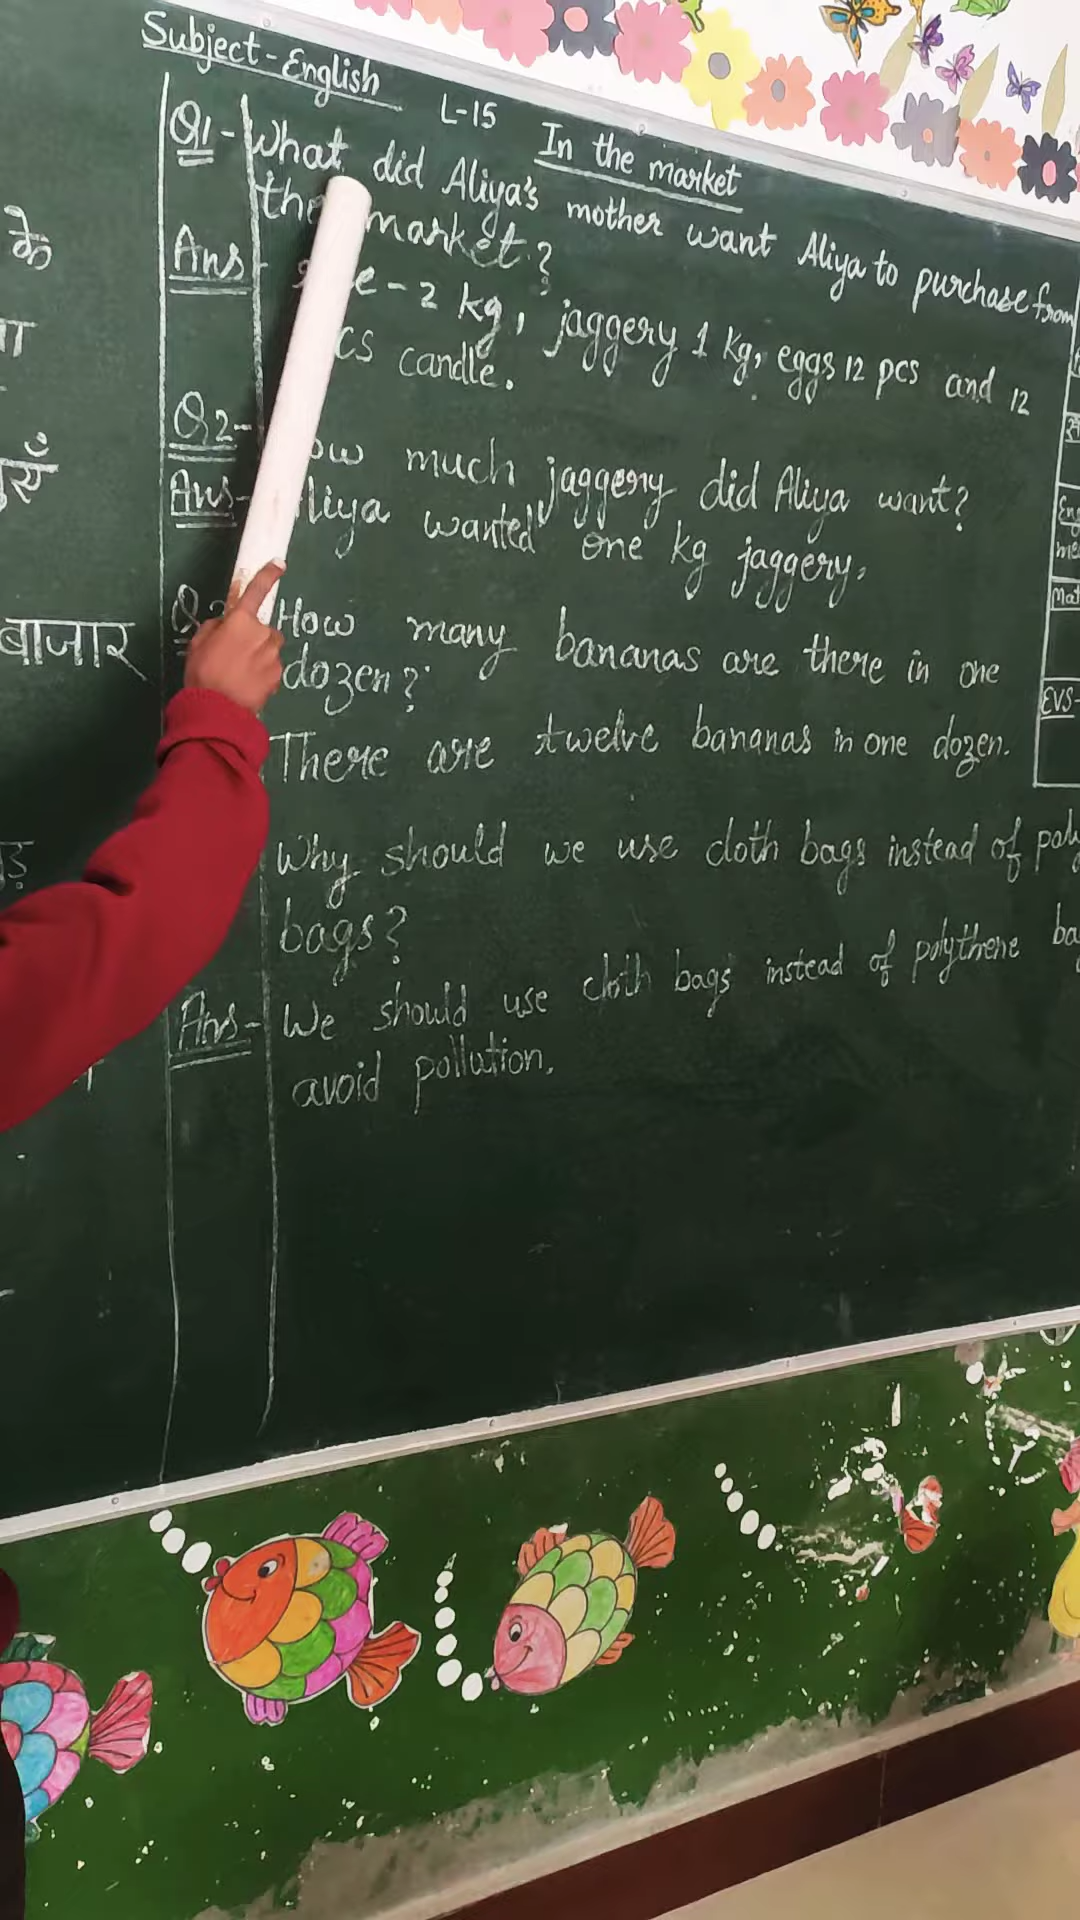 Subject-English
L-15 In the market
Q1- What did Aliya's mother want Aliya to purchase from
the market?
Ans - 2 kg, jaggery 1 kg, eggs 12 pcs and 12
candle.
Q2- much jaggery did Aliya want?
Ans- wanted one kg jaggery.
How many bananas are there in one
dozen?
There are twelve bananas in one dozen.
Why should we use cloth bags instead of
bags?
Ans- We should use cloth bags instead of polythene
avoid pollution.
के
बाजार
EVS-